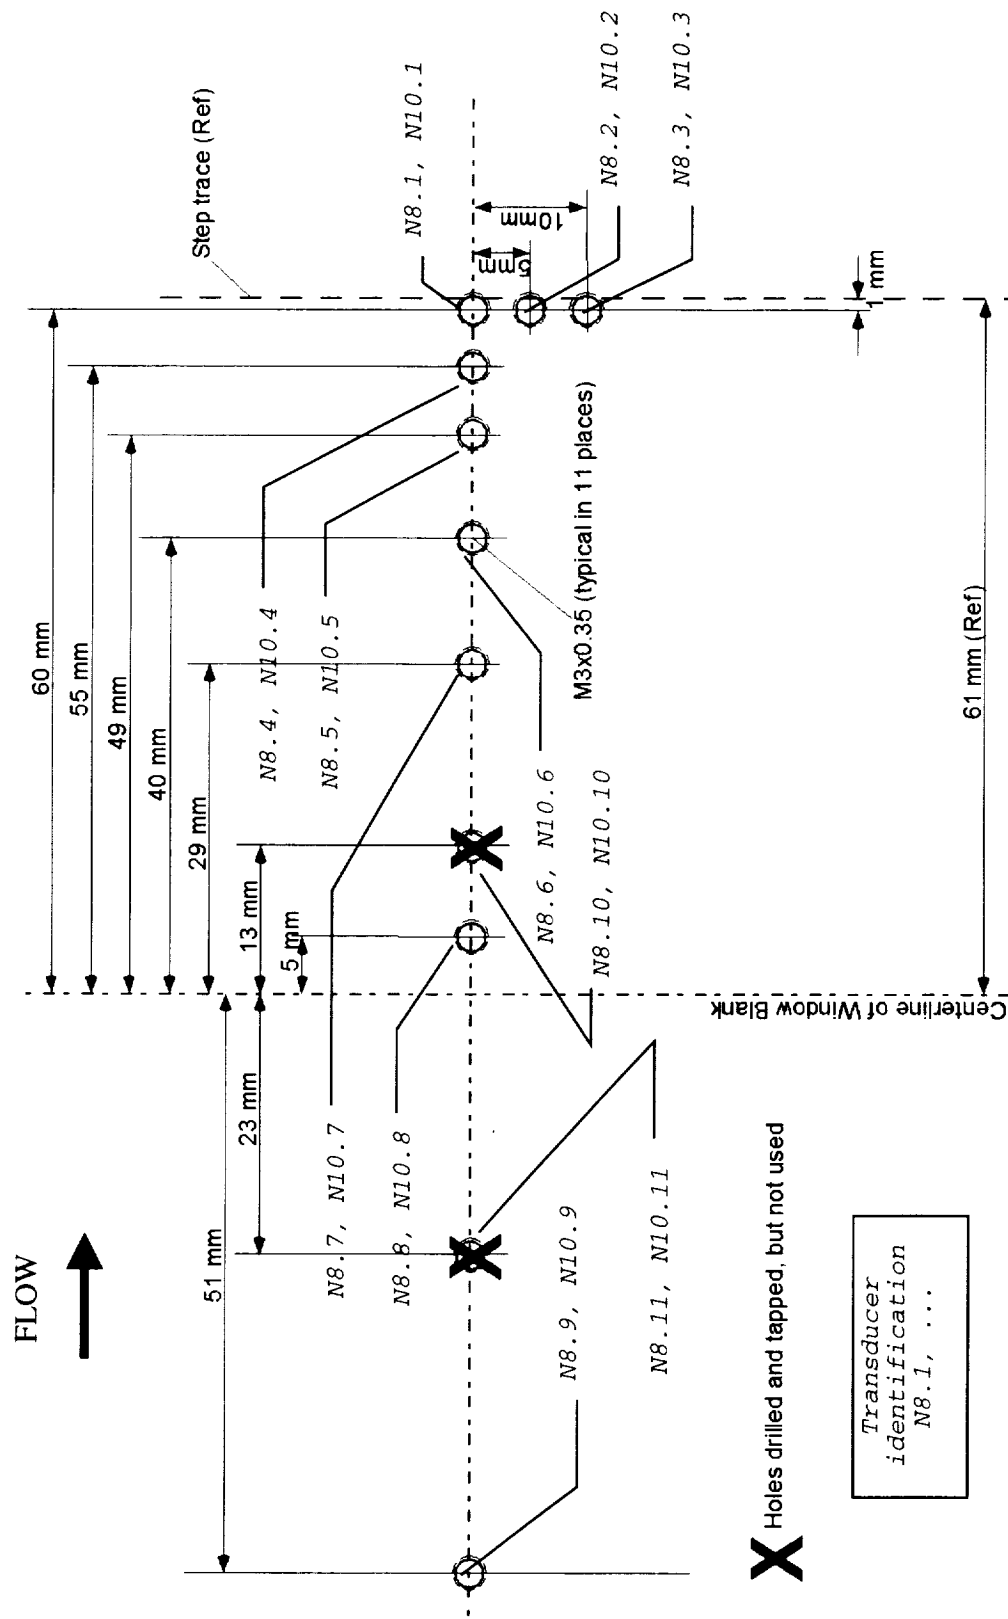 FLOW
Step trace (Ref)
60 mm
55 mm
49 mm
40 mm
29 mm
13 mm
5 mm
51 mm
23 mm
N8.1, N10.1
N8.4, N10.4
N8.5, N10.5
5mm
10mm
N8.2, N10.2
N8.3, N10.3
N8.7, N10.7
N8.8, N10.8
M3x0.35 (typical in 11 places)
N8.6, N10.6
N8.10, N10.10
N8.9, N10.9
N8.11, N10.11
Centerline of Window Blank
1 mm
61 mm (Ref)
X Holes drilled and tapped, but not used
Transducer
identification
N8.1, ...